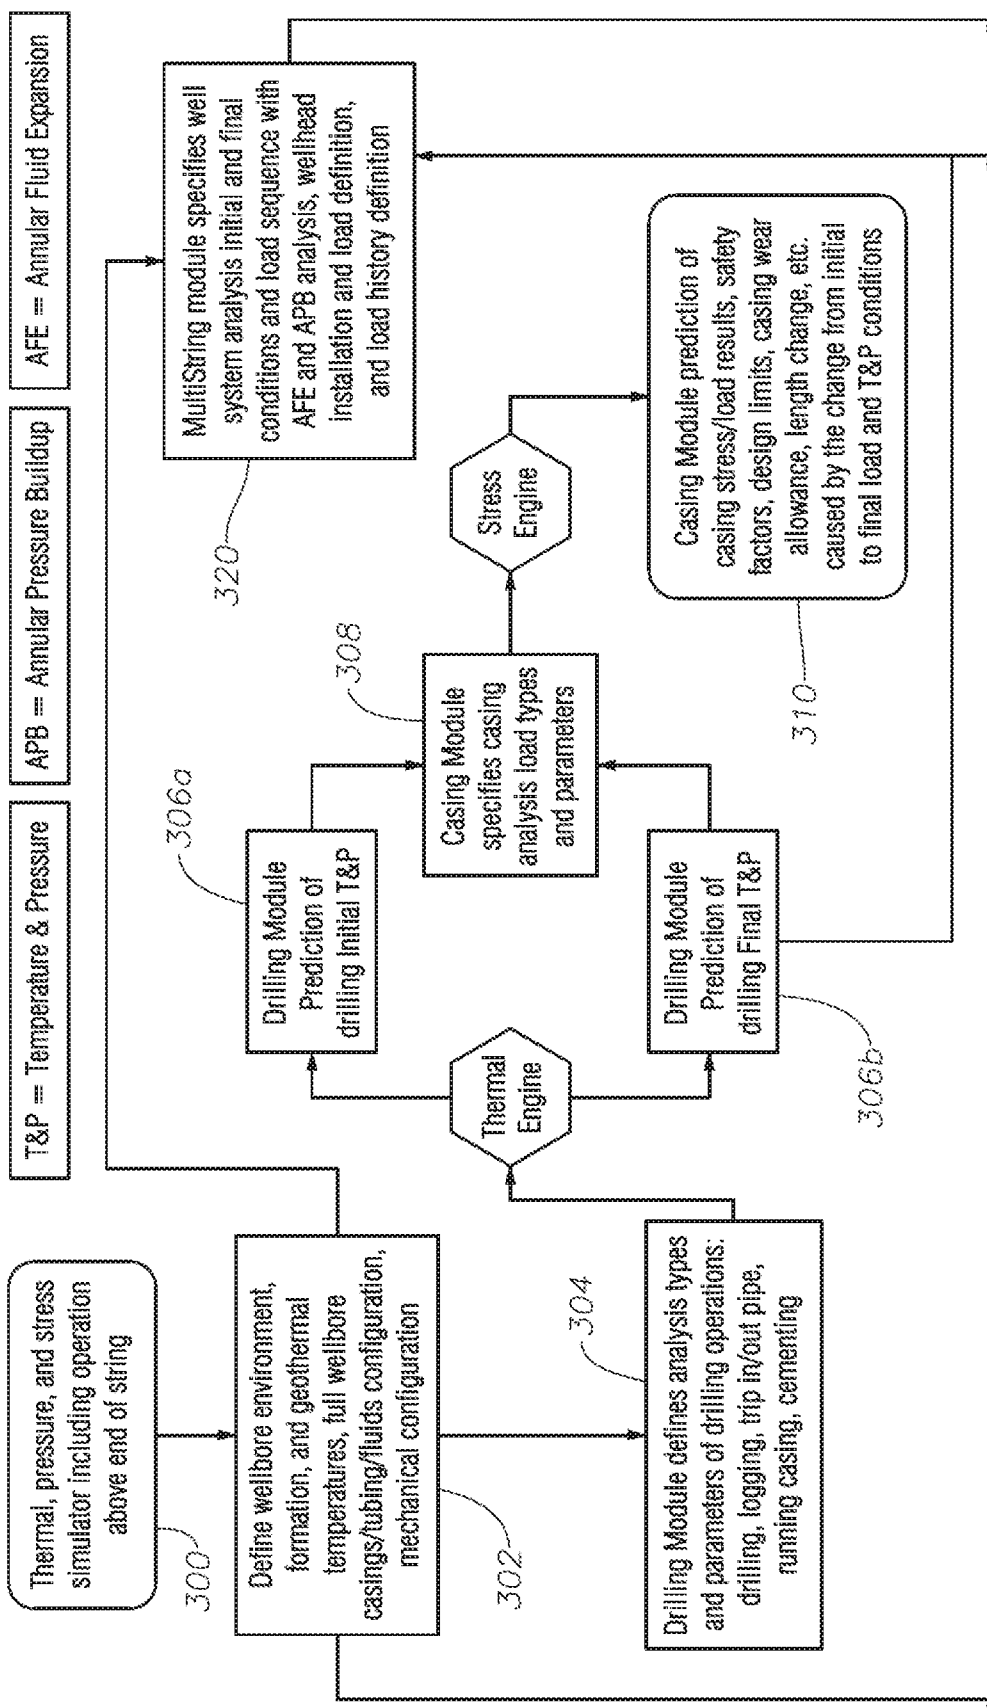 T&P = Temperature & Pressure
APB = Annular Pressure Buildup
AFE = Annular Fluid Expansion
Thermal, pressure, and stress
simulator including operation
above end of string
300
Define wellbore environment,
formation, and geothermal
temperatures, full wellbore
casings/tubing/fluids configuration,
mechanical configuration
302
Drilling Module defines analysis types
and parameters of drilling operations:
drilling, logging, trip in/out pipe,
running casing, cementing
304
Thermal
Engine
Drilling Module
Prediction of
drilling Initial T&P
306a
Drilling Module
Prediction of
drilling Final T&P
306b
Casing Module
specifies casing
analysis load types
and parameters
308
Stress
Engine
Casing Module prediction of
casing stress/load results, safety
factors, design limits, casing wear
allowance, length change, etc.
caused by the change from initial
to final load and T&P conditions
310
MultiString module specifies well
system analysis initial and final
conditions and load sequence with
AFE and APB analysis, wellhead
installation and load definition,
and load history definition
320